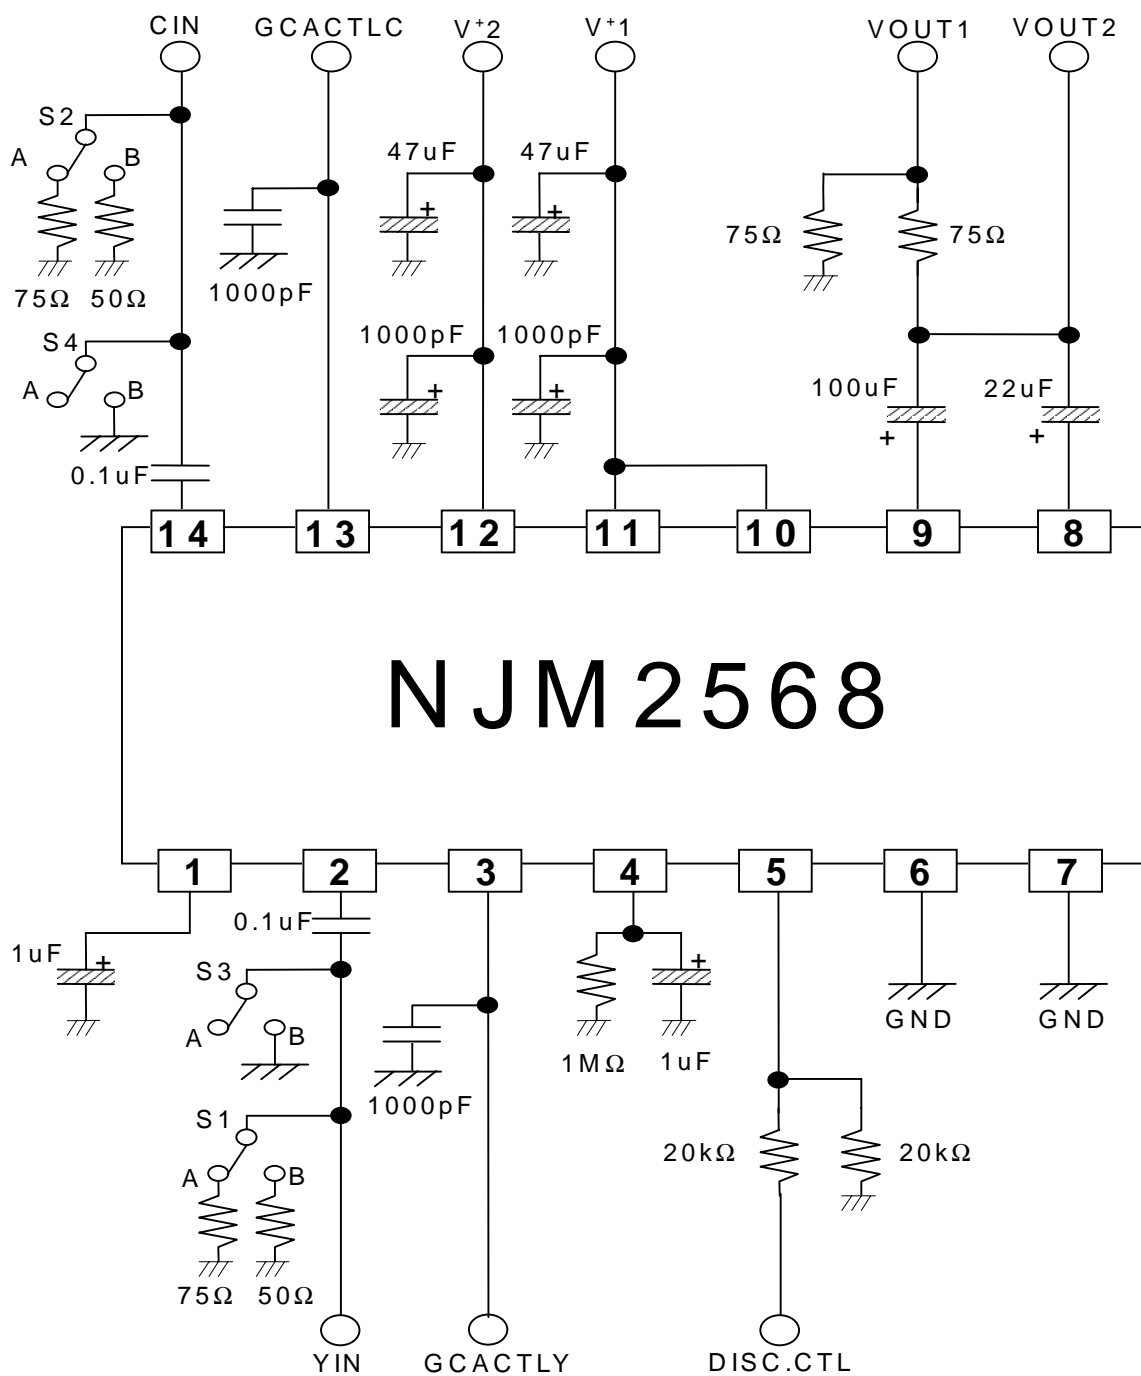 CIN GCACTLC V+2 V+1 VOUT1 VOUT2
S2
A B 47uF 47uF
+ +
75Ω 75Ω
75Ω 50Ω 1000pF
S4 1000pF 1000pF
A B + + 100uF 22uF
+ +
0.1uF
14 13 12 11 10 9 8
NJM2568
1 2 3 4 5 6 7
0.1uF
1uF + S3 +
A B GND GND
1MΩ 1uF
1000pF
S1
20kΩ 20kΩ
A B
75Ω 50Ω
YIN GCACTLY DISC.CTL